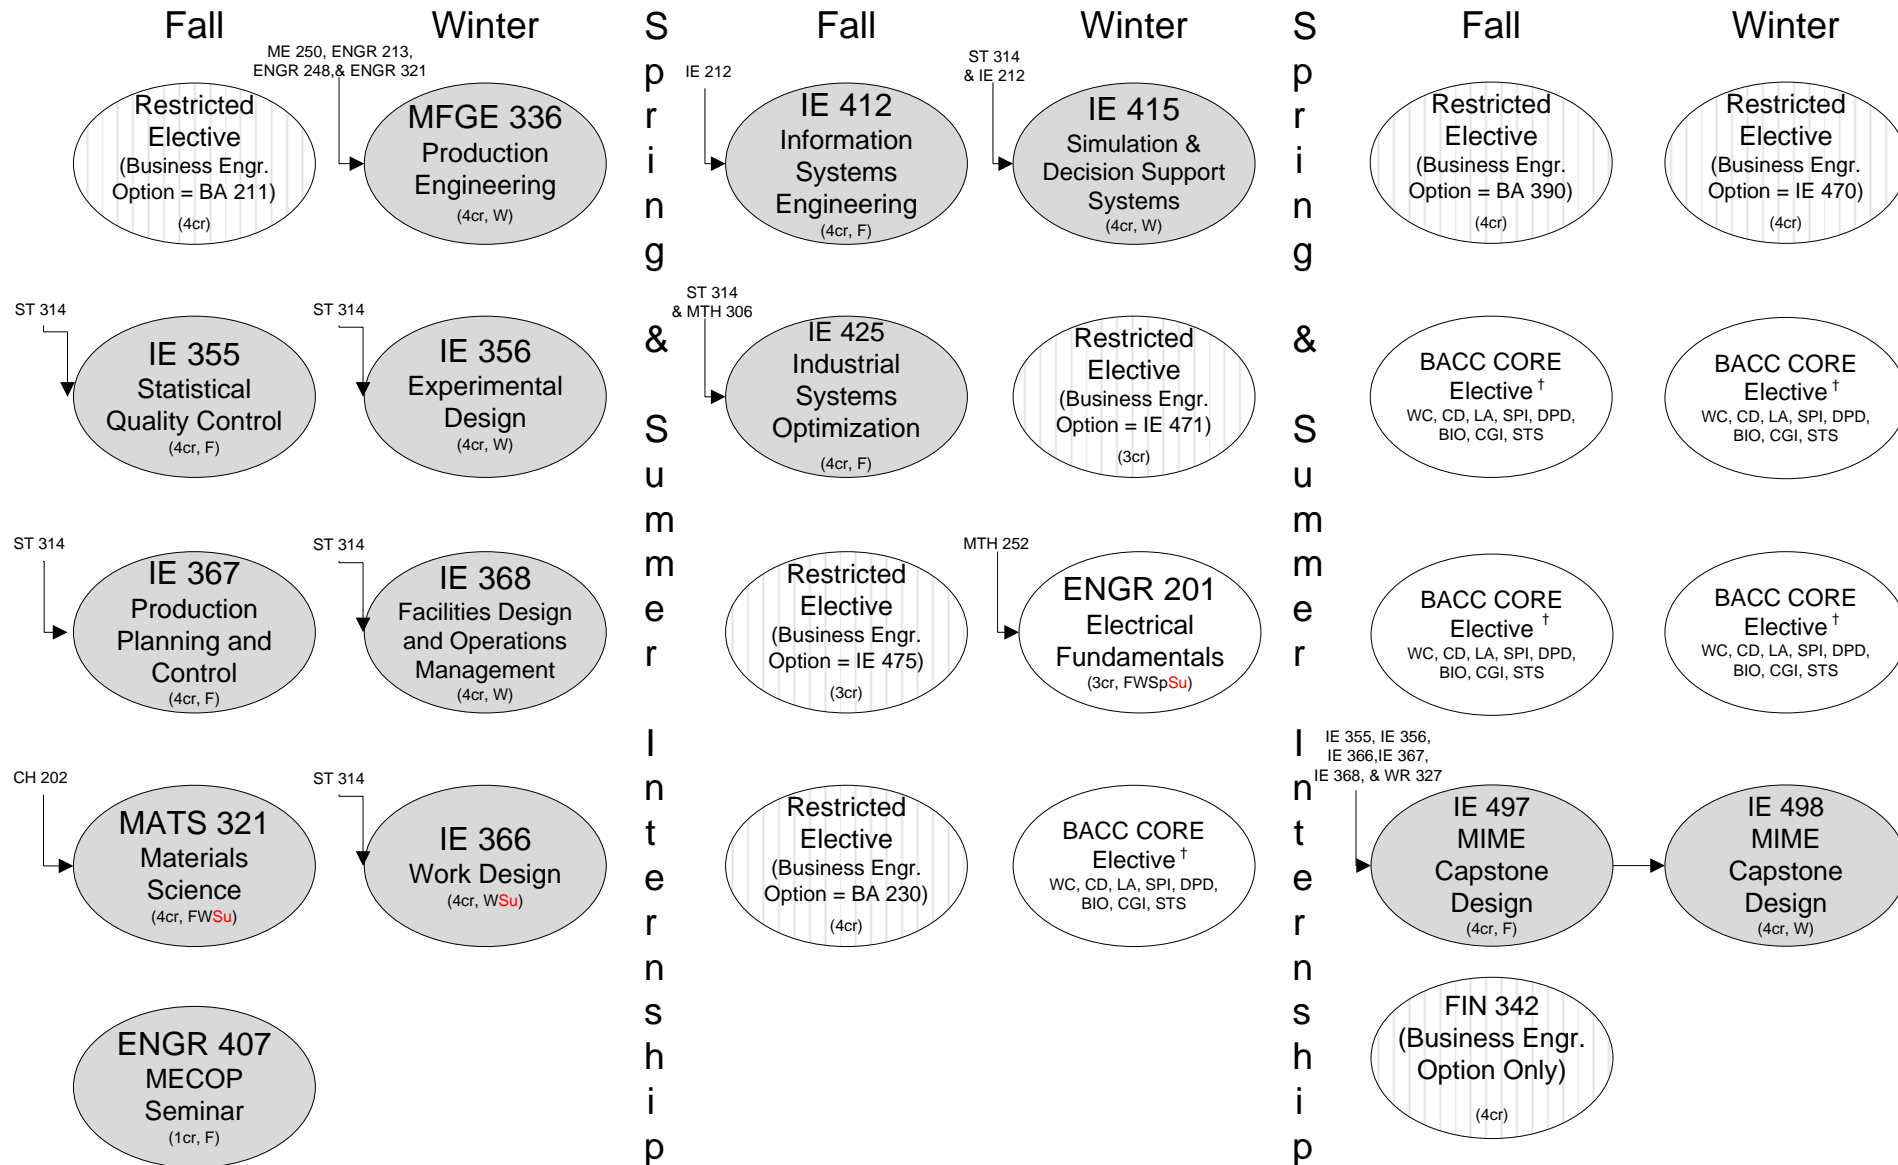 Fall
Winter
Spring & Summer Internship
Fall
Winter
Spring & Summer Internship
Fall
Winter
Restricted
Elective
(Business Engr.
Option = BA 211)
(4cr)
ME 250, ENGR 213,
ENGR 248,& ENGR 321
MFGE 336
Production
Engineering
(4cr, W)
IE 212
IE 412
Information
Systems
Engineering
(4cr, F)
ST 314
& IE 212
IE 415
Simulation &
Decision Support
Systems
(4cr, W)
Restricted
Elective
(Business Engr.
Option = BA 390)
(4cr)
Restricted
Elective
(Business Engr.
Option = IE 470)
(4cr)
ST 314
IE 355
Statistical
Quality Control
(4cr, F)
ST 314
IE 356
Experimental
Design
(4cr, W)
ST 314
& MTH 306
IE 425
Industrial
Systems
Optimization
(4cr, F)
Restricted
Elective
(Business Engr.
Option = IE 471)
(3cr)
BACC CORE
Elective †
WC, CD, LA, SPI, DPD,
BIO, CGI, STS
BACC CORE
Elective †
WC, CD, LA, SPI, DPD,
BIO, CGI, STS
ST 314
IE 367
Production
Planning and
Control
(4cr, F)
ST 314
IE 368
Facilities Design
and Operations
Management
(4cr, W)
Restricted
Elective
(Business Engr.
Option = IE 475)
(3cr)
MTH 252
ENGR 201
Electrical
Fundamentals
(3cr, FWSpSu)
BACC CORE
Elective †
WC, CD, LA, SPI, DPD,
BIO, CGI, STS
BACC CORE
Elective †
WC, CD, LA, SPI, DPD,
BIO, CGI, STS
CH 202
MATS 321
Materials
Science
(4cr, FWSu)
ST 314
IE 366
Work Design
(4cr, WSu)
Restricted
Elective
(Business Engr.
Option = BA 230)
(4cr)
BACC CORE
Elective †
WC, CD, LA, SPI, DPD,
BIO, CGI, STS
IE 355, IE 356,
IE 366,IE 367,
IE 368, & WR 327
IE 497
MIME
Capstone
Design
(4cr, F)
IE 498
MIME
Capstone
Design
(4cr, W)
ENGR 407
MECOP
Seminar
(1cr, F)
FIN 342
(Business Engr.
Option Only)
(4cr)